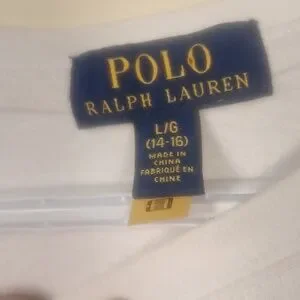 POLO
RALPH LAUREN
L/G
(14-16)
MADE IN
CHINA
FABRIQUÉ EN
CHINE